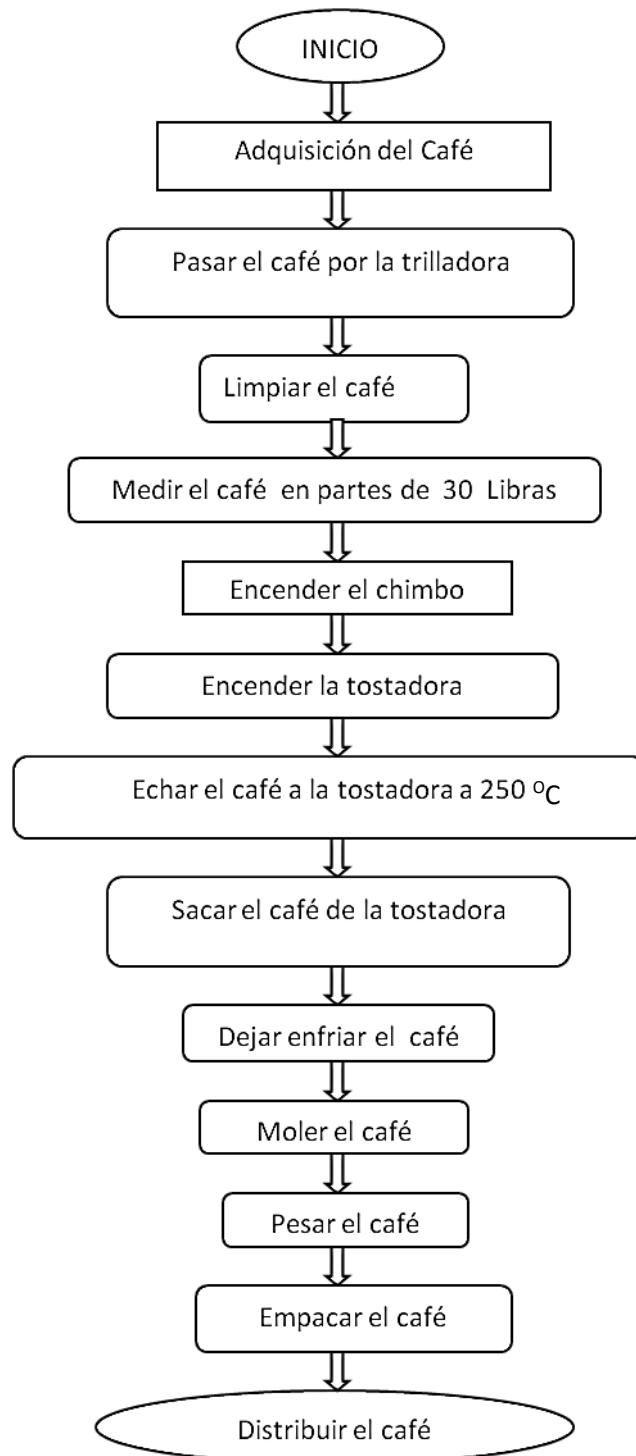 INICIO
Adquisición del Café
Pasar el café por la trilladora
Limpiar el café
Medir el café en partes de 30 Libras
Encender el chimbo
Encender la tostadora
Echar el café a la tostadora a 250 °C
Sacar el café de la tostadora
Dejar enfriar el café
Moler el café
Pesar el café
Empacar el café
Distribuir el café